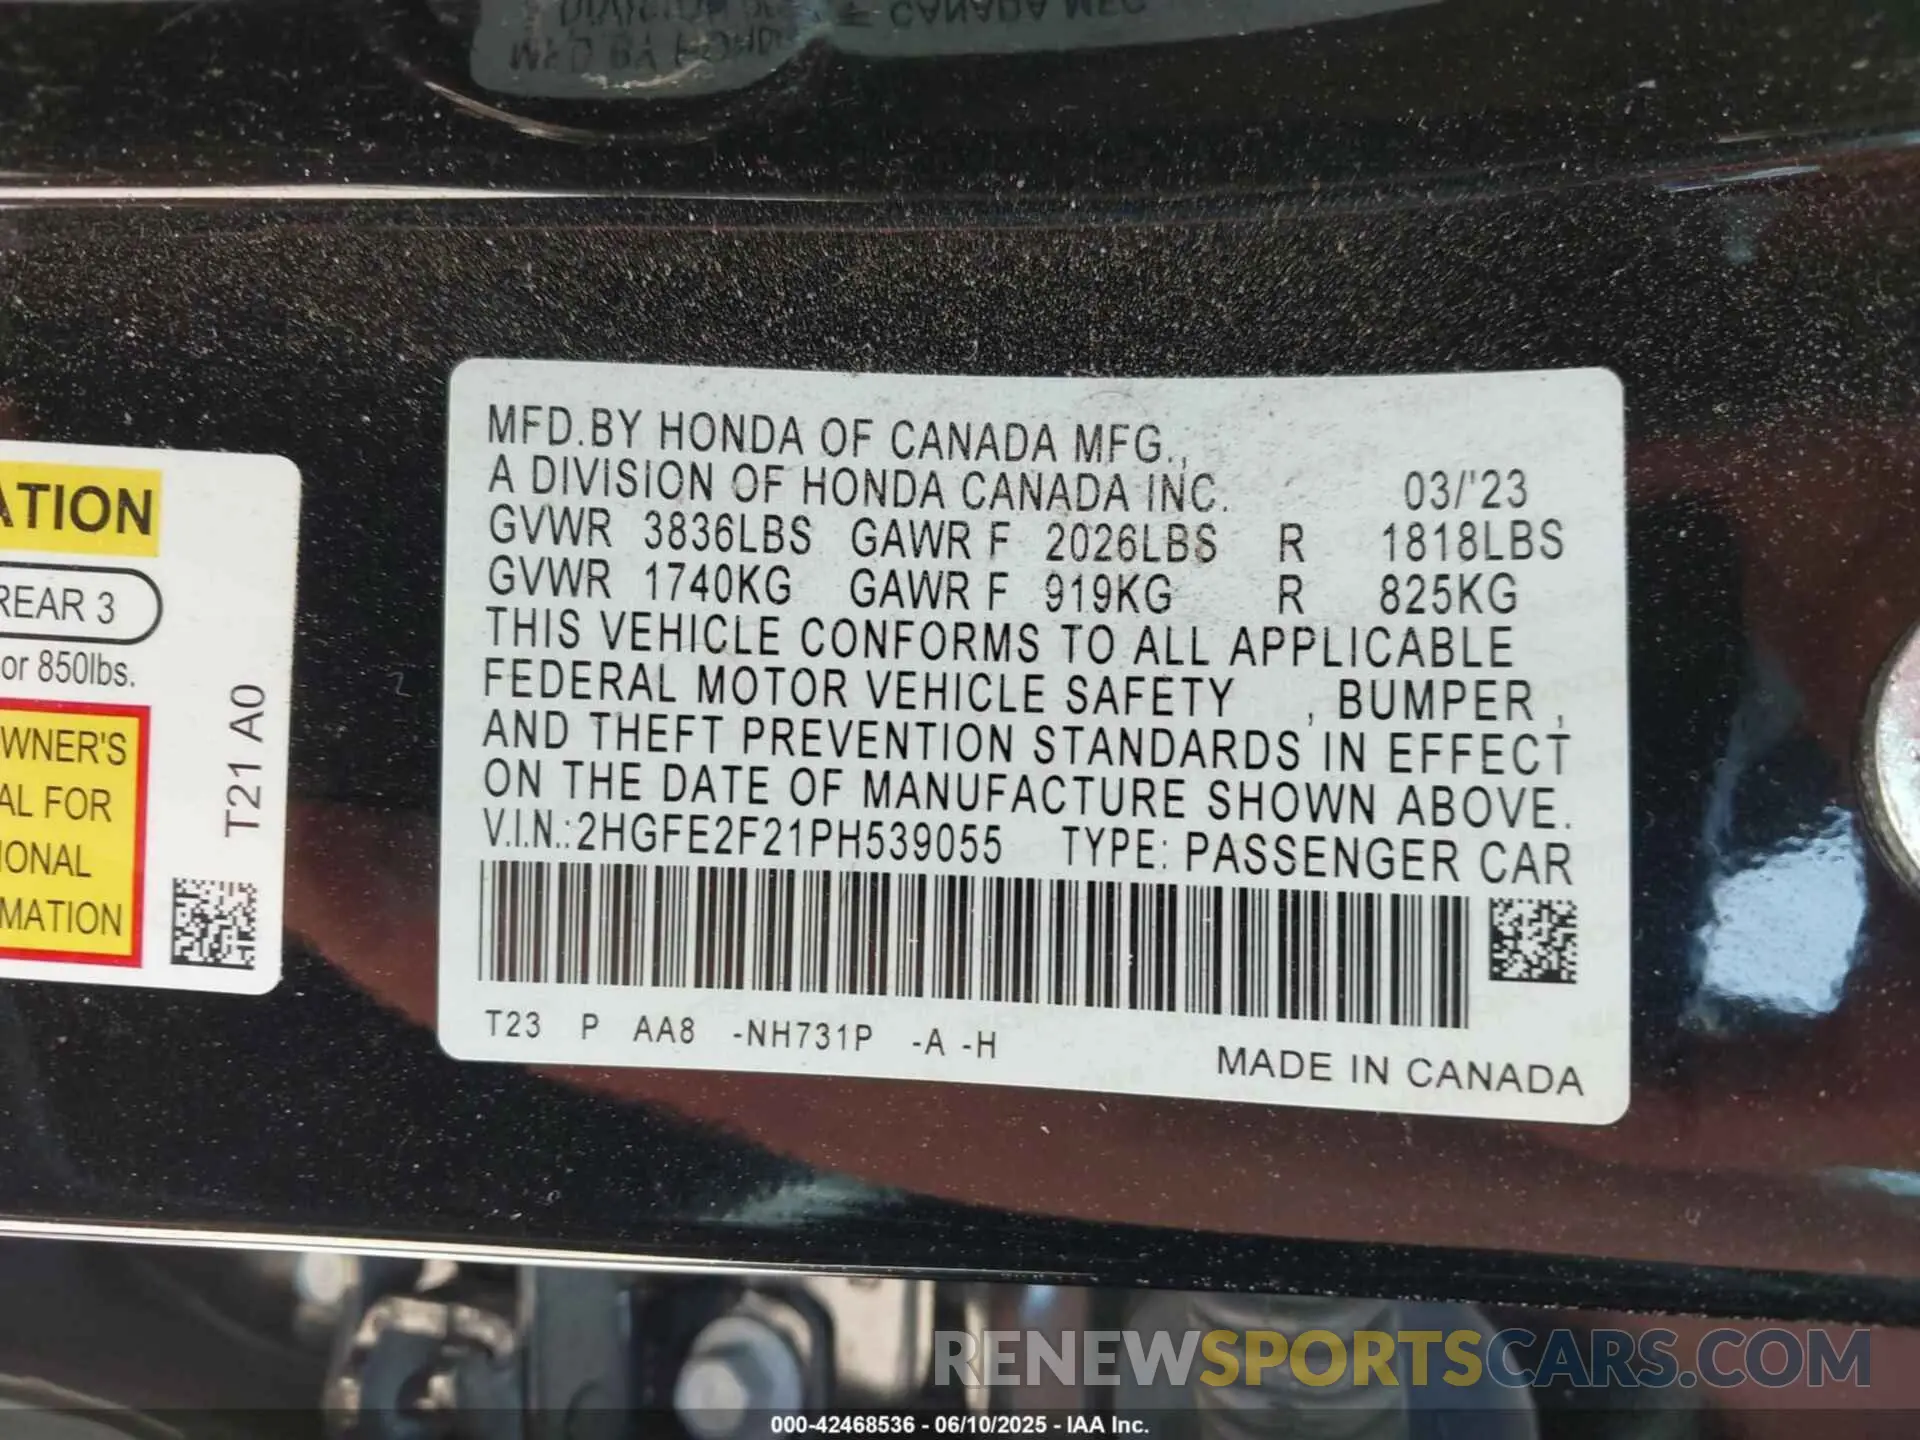 MFD.BY HONDA OF CANADA MFG.,
A DIVISION OF HONDA CANADA INC. 03/'23
GVWR 3836LBS GAWR F 2026LBS R 1818LBS
GVWR 1740KG GAWR F 919KG R 825KG
THIS VEHICLE CONFORMS TO ALL APPLICABLE
FEDERAL MOTOR VEHICLE SAFETY , BUMPER ,
AND THEFT PREVENTION STANDARDS IN EFFECT
ON THE DATE OF MANUFACTURE SHOWN ABOVE.
V.I.N.:2HGFE2F21PH539055 TYPE: PASSENGER CAR
T23 P AA8 -NH731P -A -H
MADE IN CANADA
ATION
REAR 3
or 850lbs.
WNER'S
AL FOR
IONAL
MATION
T21 A0
RENEWSPORTSCARS.COM
000-42468536 - 06/10/2025 - IAA Inc.